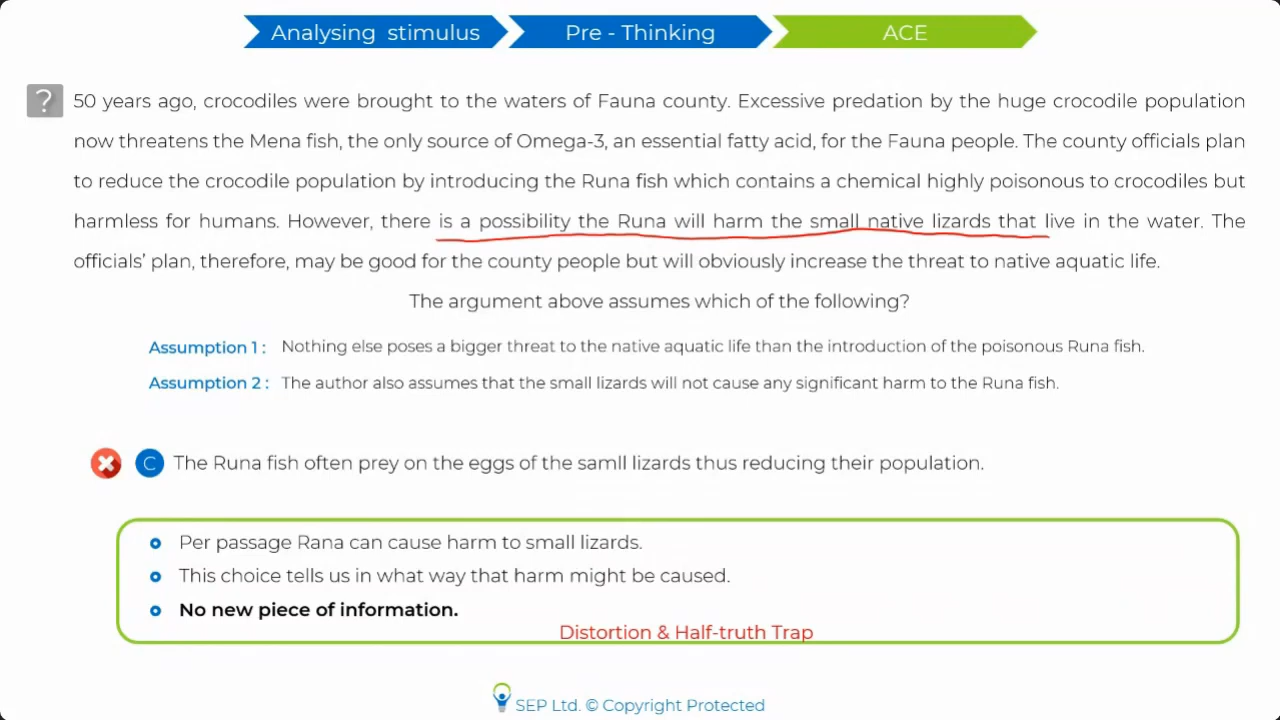 Analysing stimulus
Pre - Thinking
ACE
?
50 years ago, crocodiles were brought to the waters of Fauna county. Excessive predation by the huge crocodile population
now threatens the Mena fish, the only source of Omega-3, an essential fatty acid, for the Fauna people. The county officials plan
to reduce the crocodile population by introducing the Runa fish which contains a chemical highly poisonous to crocodiles but
harmless for humans. However, there is a possibility the Runa will harm the small native lizards that live in the water. The
officials' plan, therefore, may be good for the county people but will obviously increase the threat to native aquatic life.
The argument above assumes which of the following?
Assumption 1 : Nothing else poses a bigger threat to the native aquatic life than the introduction of the poisonous Runa fish.
Assumption 2 : The author also assumes that the small lizards will not cause any significant harm to the Runa fish.
C The Runa fish often prey on the eggs of the samll lizards thus reducing their population.
Per passage Rana can cause harm to small lizards.
This choice tells us in what way that harm might be caused.
No new piece of information.
Distortion & Half-truth Trap
SEP Ltd. © Copyright Protected